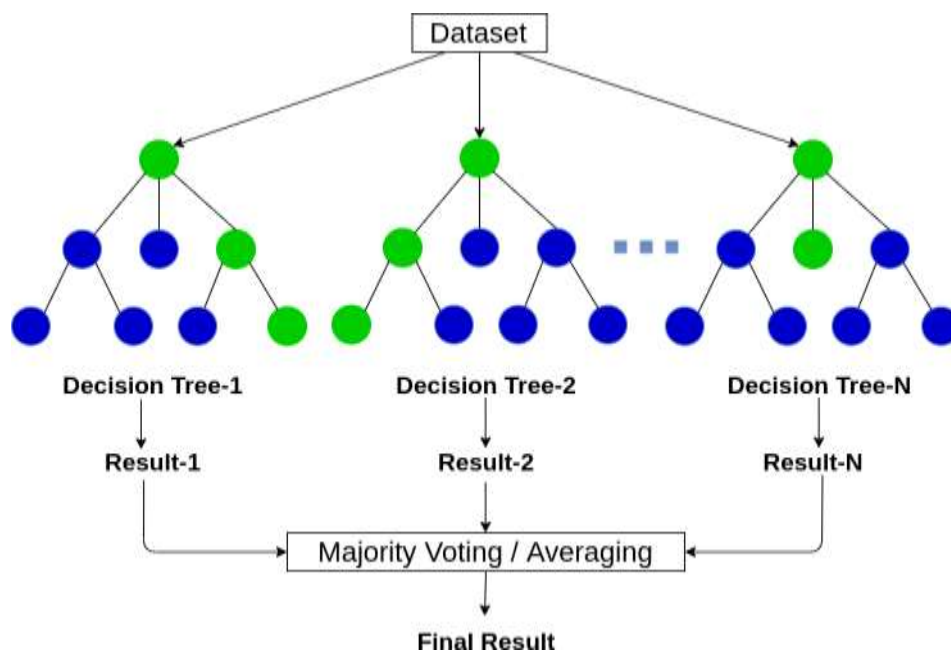 Dataset
Decision Tree-1
Decision Tree-2
Decision Tree-N
Result-1
Result-2
Result-N
Majority Voting / Averaging
Final Result